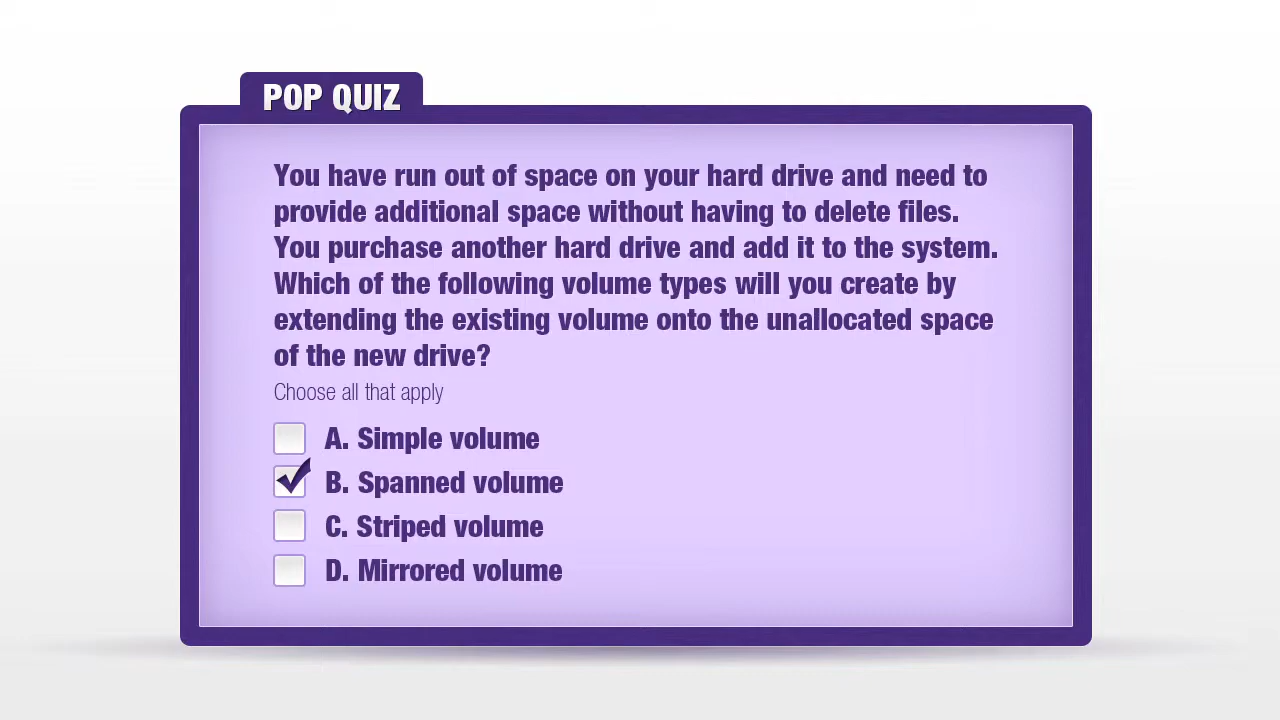 POP QUIZ
You have run out of space on your hard drive and need to
provide additional space without having to delete files.
You purchase another hard drive and add it to the system.
Which of the following volume types will you create by
extending the existing volume onto the unallocated space
of the new drive?
Choose all that apply
A. Simple volume
B. Spanned volume
C. Striped volume
D. Mirrored volume